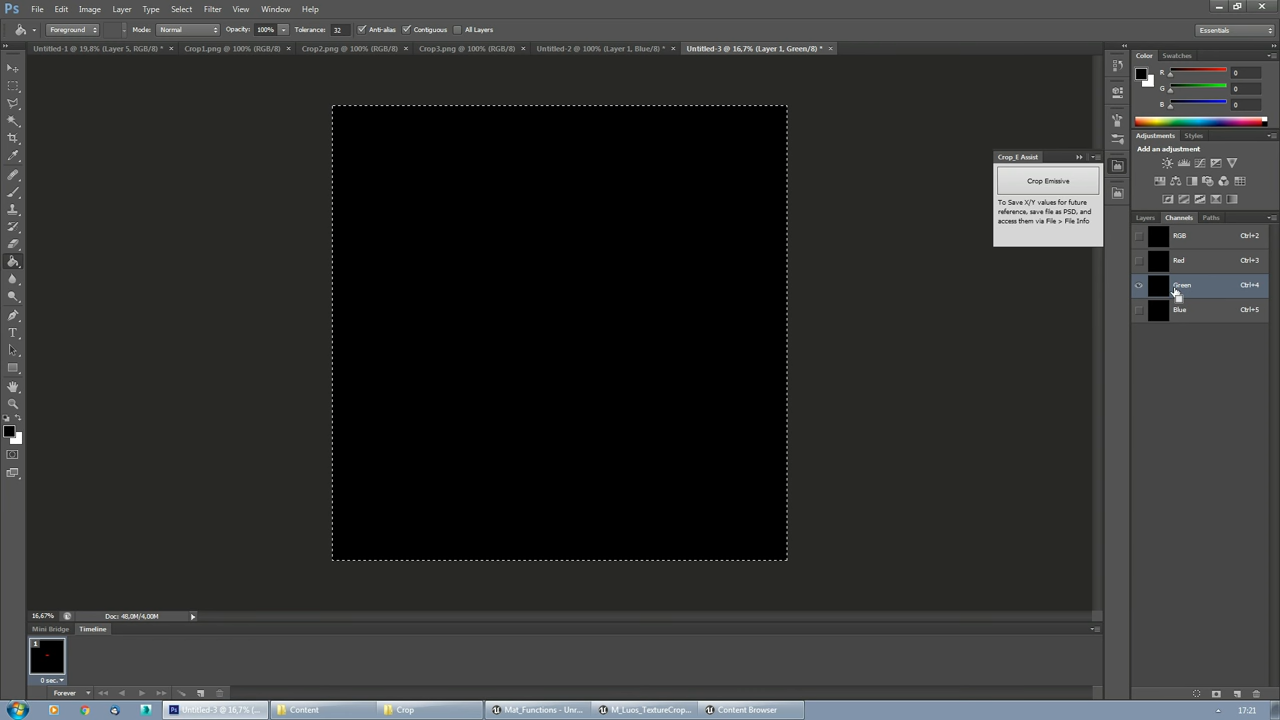 Ps File Edit Image Layer Type Select Filter View Window Help
Foreground Mode: Normal Opacity: 100% Tolerance: 32 Anti-alias Contiguous All Layers Essentials
Untitled-1 @ 19,8% (Layer 5, RGB/8) * × Crop1.png @ 100% (RGB/8) × Crop2.png @ 100% (RGB/8) × Crop3.png @ 100% (RGB/8) × Untitled-2 @ 100% (Layer 1, Blue/8) * × Untitled-3 @ 16,7% (Layer 1, Green/8) * ×
Color Swatches
R 0
G 0
B 0
Adjustments Styles
Add an adjustment
Crop_E Assist
Crop Emissive
To Save X/Y values for future
reference, save file as PSD, and
access them via File > File Info
Layers Channels Paths
RGB Ctrl+2
Red Ctrl+3
Green Ctrl+4
Blue Ctrl+5
T
16,67% Doc: 48,0M/4,00M
Mini Bridge Timeline
1
0 sec.
Forever
Untitled-3 @ 16,7% (... Content Crop Mat_Functions - Unr... M_Luos_TextureCrop... Content Browser 17:21